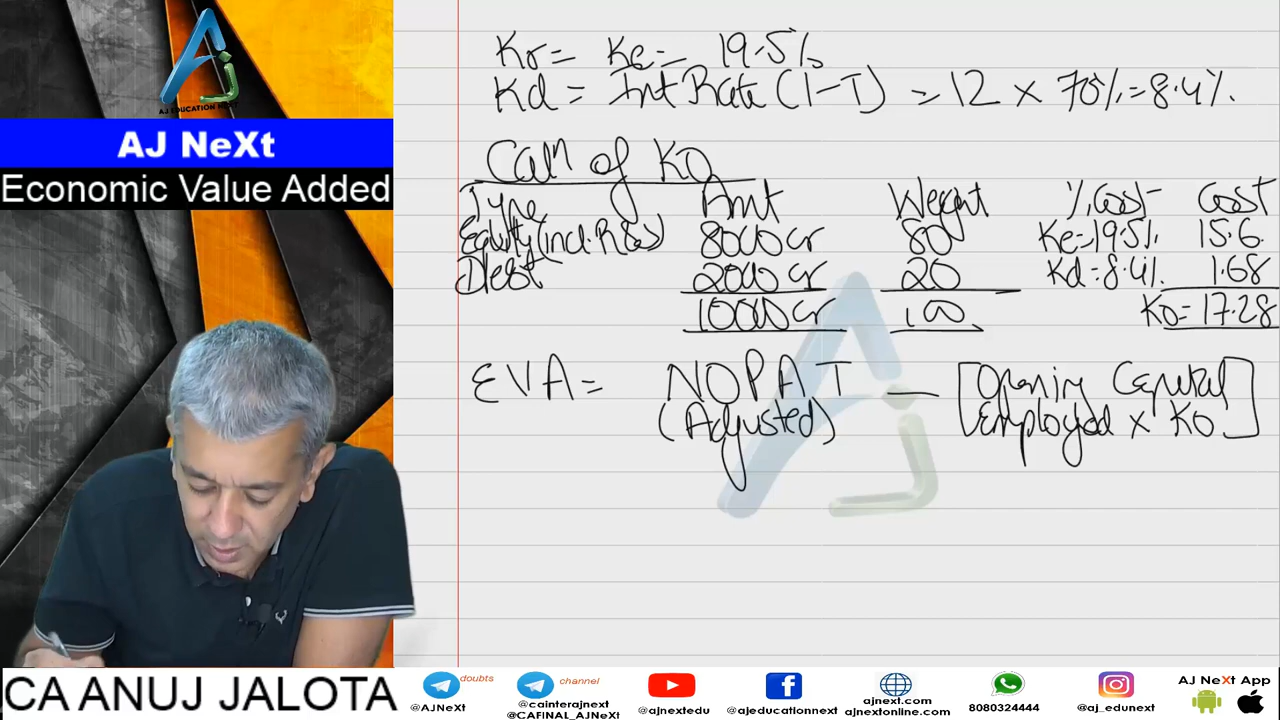 AJ EDUCATION NEXT
AJ NeXt
Economic Value Added
Kr = Ke = 19.5%
Kd = Int Rate (1-T) = 12 × 70% = 8.4%.
Caln of KO
Type Amt Weight % Cost Cost
Equity (incl. R&S) 8000 cr 80 Ke = 19.5% 15.6
Debt 2000 cr 20 Kd = 8.4% 1.68
10000 cr 100 Ko = 17.28
EVA = NOPAT (Adjusted) — [Opening Capital Employed × KO]
CA ANUJ JALOTA
doubts
@AJNeXt
channel
@cainterajnext
@CAFINAL_AJNeXt
@ajnextedu
@ajeducationnext
ajnext.com
ajnextonline.com
8080324444
@aj_edunext
AJ NeXt App